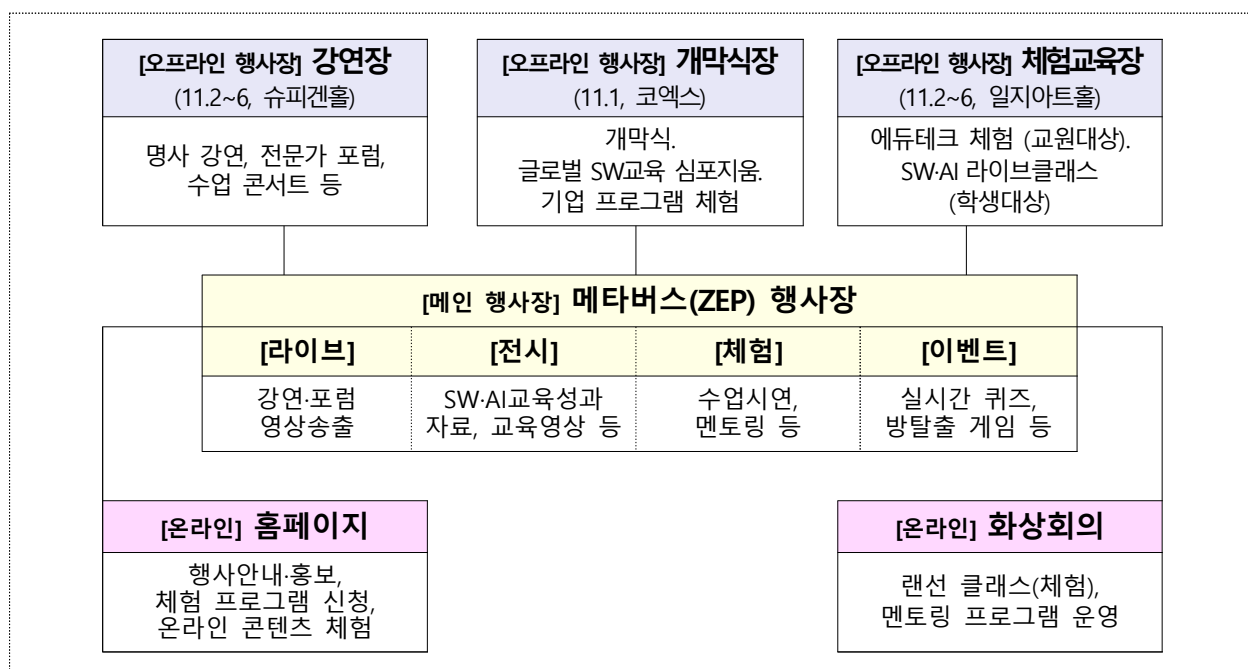 [오프라인 행사장] 강연장
(11.2~6, 슈피겐홀)
명사 강연, 전문가 포럼,
수업 콘서트 등
[오프라인 행사장] 개막식장
(11.1, 코엑스)
개막식.
글로벌 SW교육 심포지움.
기업 프로그램 체험
[오프라인 행사장] 체험교육장
(11.2~6, 일지아트홀)
에듀테크 체험 (교원대상).
SW·AI 라이브클래스
(학생대상)
[메인 행사장] 메타버스(ZEP) 행사장
[라이브]
강연·포럼
영상송출
[전시]
SW·AI교육성과
자료, 교육영상 등
[체험]
수업시연,
멘토링 등
[이벤트]
실시간 퀴즈,
방탈출 게임 등
[온라인] 홈페이지
행사안내·홍보,
체험 프로그램 신청,
온라인 콘텐츠 체험
[온라인] 화상회의
랜선 클래스(체험),
멘토링 프로그램 운영